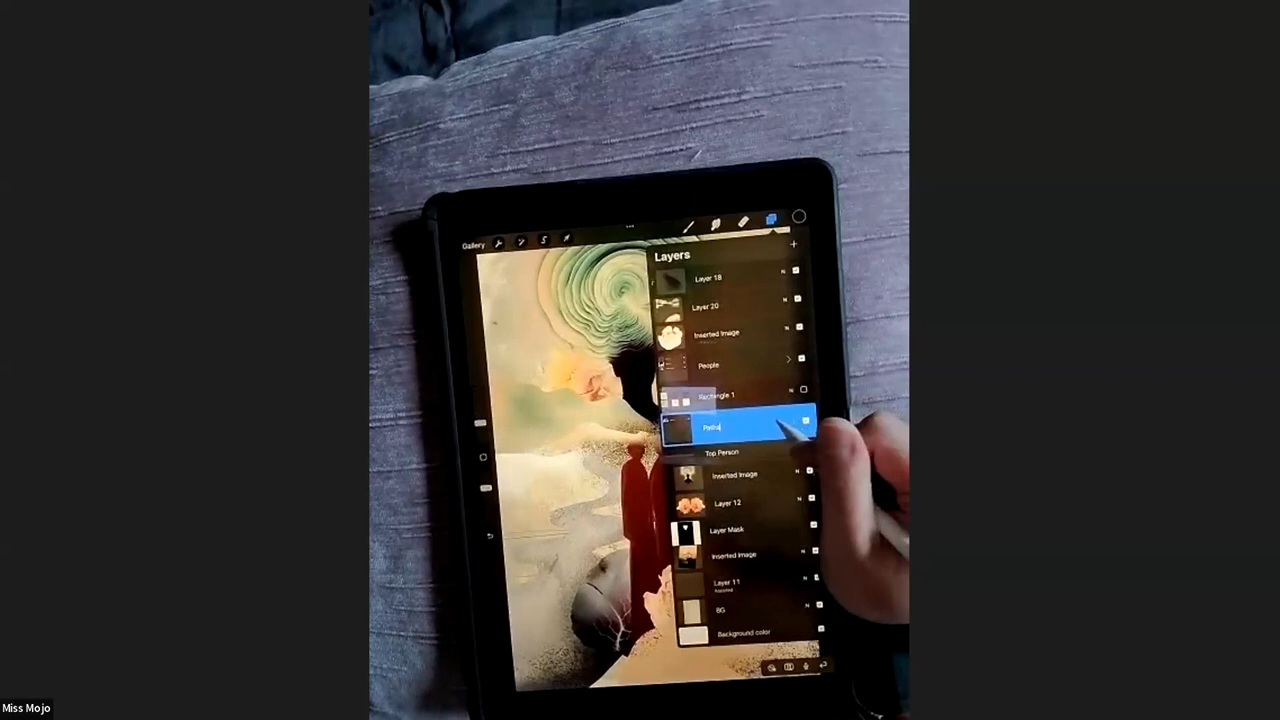 Gallery
Layers
Layer 18
N
Layer 20
N
Inserted Image
N
People
Rectangle 1
N
Paths
Top Person
Inserted Image
N
Layer 12
N
Layer Mask
Inserted Image
N
Layer 11
N
BG
N
Background color
Miss Mojo